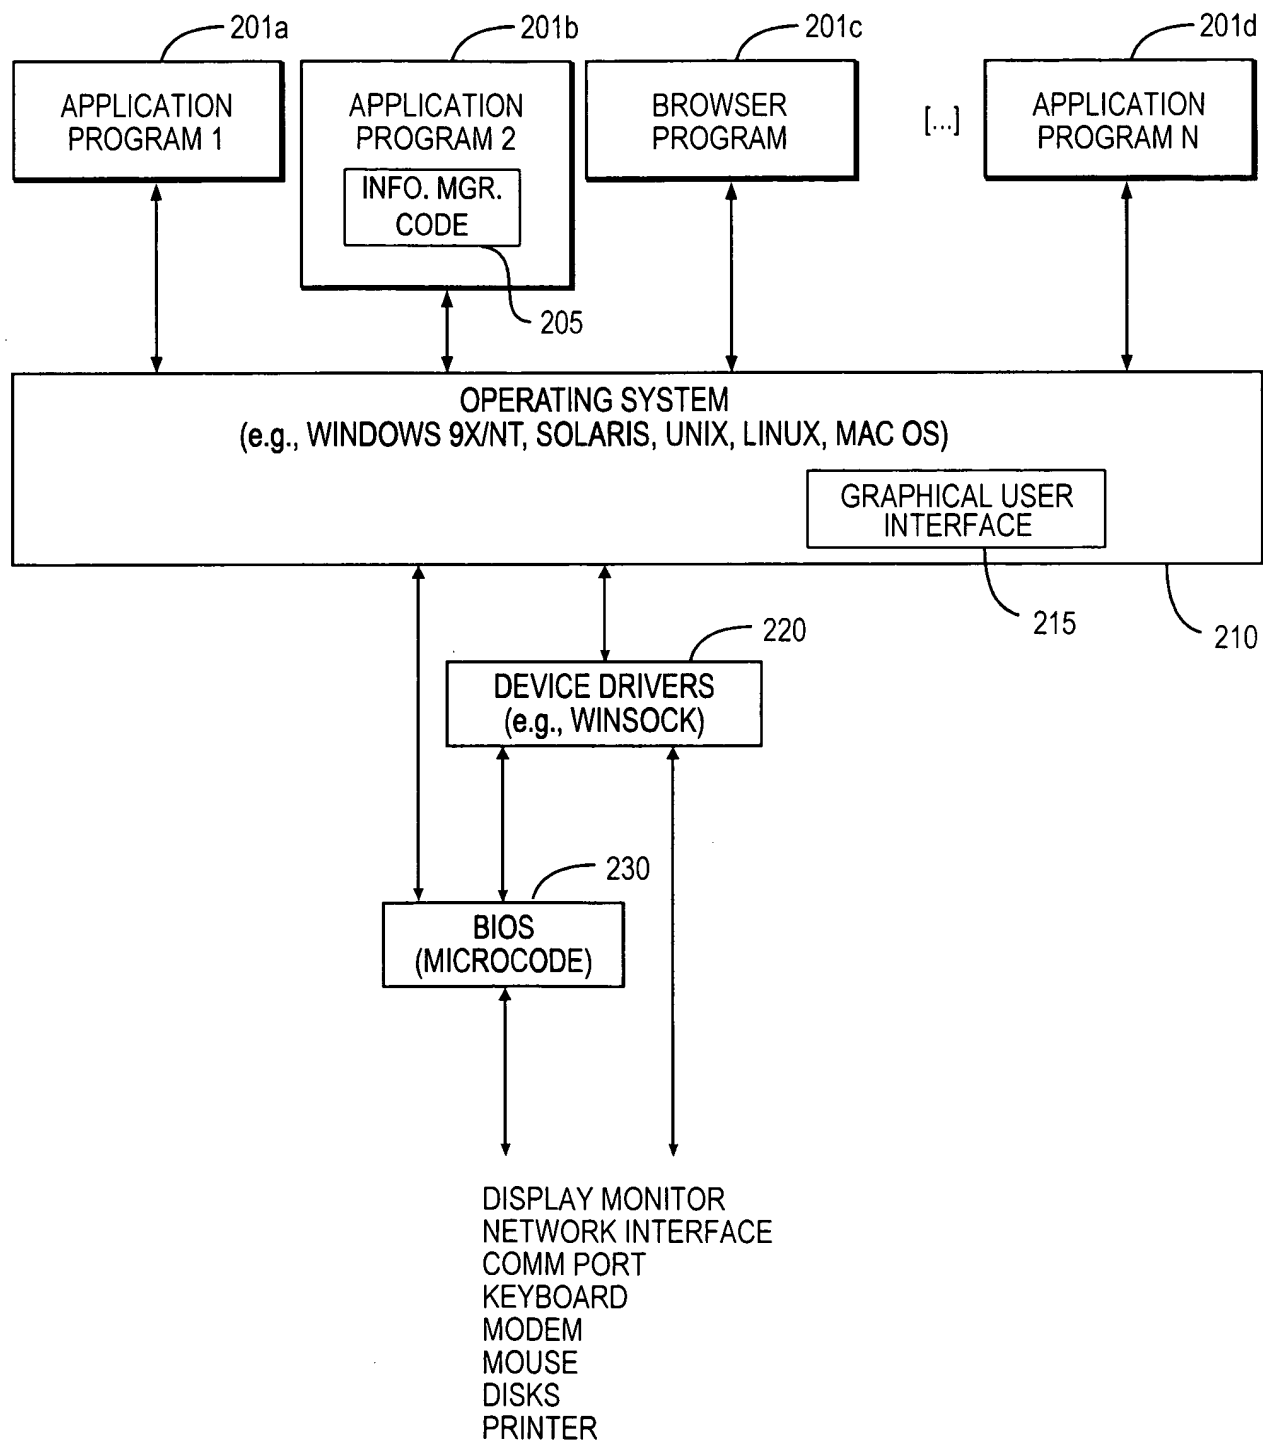 201a
201b
201c
201d
APPLICATION
PROGRAM 1
APPLICATION
PROGRAM 2
INFO. MGR.
CODE
BROWSER
PROGRAM
[...]
APPLICATION
PROGRAM N
205
OPERATING SYSTEM
(e.g., WINDOWS 9X/NT, SOLARIS, UNIX, LINUX, MAC OS)
GRAPHICAL USER
INTERFACE
215
210
220
DEVICE DRIVERS
(e.g., WINSOCK)
230
BIOS
(MICROCODE)
DISPLAY MONITOR
NETWORK INTERFACE
COMM PORT
KEYBOARD
MODEM
MOUSE
DISKS
PRINTER